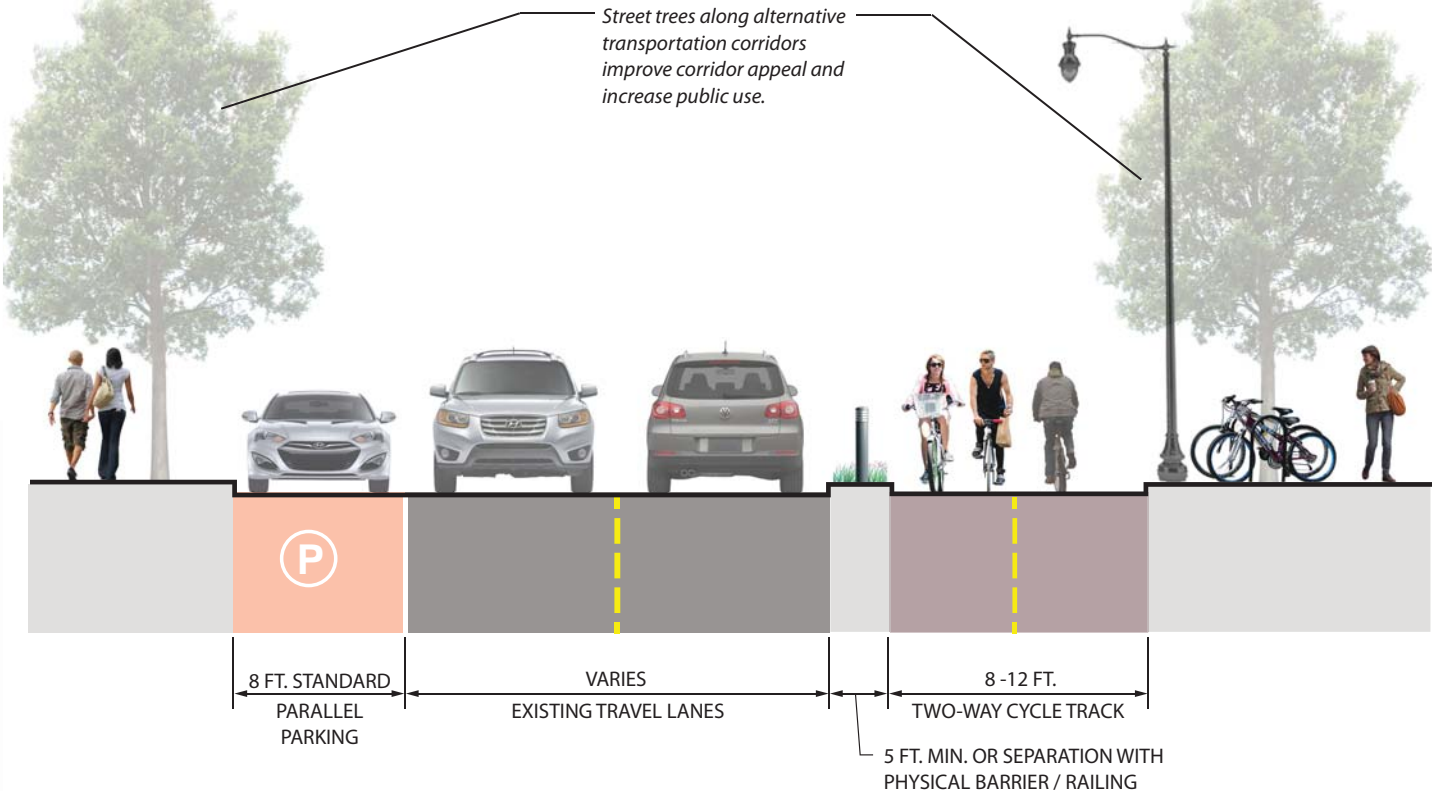 Street trees along alternative
transportation corridors
improve corridor appeal and
increase public use.
P
8 FT. STANDARD
PARALLEL
PARKING
VARIES
EXISTING TRAVEL LANES
8 -12 FT.
TWO-WAY CYCLE TRACK
5 FT. MIN. OR SEPARATION WITH
PHYSICAL BARRIER / RAILING